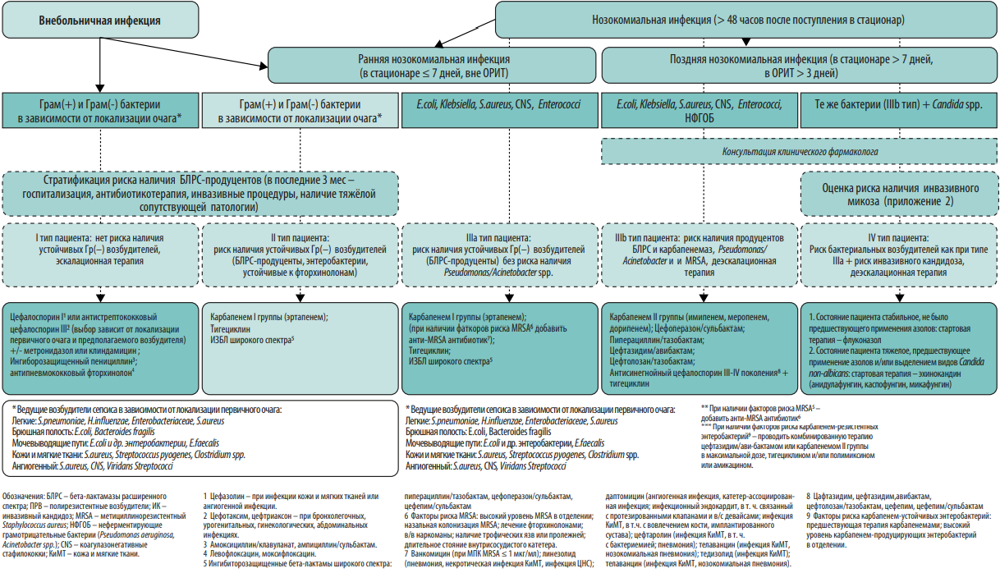 Внебольничная инфекция
Нозокомиальная инфекция (> 48 часов после поступления в стационар)
Ранняя нозокомиальная инфекция
(в стационаре ≤ 7 дней, вне ОРИТ)
Поздняя нозокомиальная инфекция (в стационаре > 7 дней,
в ОРИТ > 3 дней)
Грам(+) и Грам(-) бактерии
в зависимости от локализации очага*
Грам(+) и Грам(-) бактерии
в зависимости от локализации очага*
E.coli, Klebsiella, S.aureus, CNS, Enterococci
E.coli, Klebsiella, S.aureus, CNS, Enterococci,
НФГОБ
Те же бактерии (IIIb тип) + Candida spp.
Консультация клинического фармаколога
Стратификация риска наличия БЛРС-продуцентов (в последние 3 мес –
госпитализация, антибиотикотерапия, инвазивные процедуры, наличие тяжёлой
сопутствующей патологии)
Оценка риска наличия инвазивного
микоза (приложение 2)
I тип пациента: нет риска наличия
устойчивых Гр(–) возбудителей,
эскалационная терапия
II тип пациента:
риск наличия устойчивых Гр(–) возбудителей
(БЛРС-продуценты, энтеробактерии,
устойчивые к фторхинолонам)
IIIa тип пациента:
риск наличия устойчивых Гр(–) возбудителей
(БЛРС-продуценты) без риска наличия
Pseudomonas/Acinetobacter spp.
IIIb тип пациента: риск наличия продуцентов
БЛРС и карбапенемаз, Pseudomonas/
Acinetobacter и и MRSA, деэскалационная
терапия
IV тип пациента:
Риск бактериальных возбудителей как при типе
IIIa + риск инвазивного кандидоза,
деэскалационная терапия
Цефалоспорин I¹ или антистрептококковый
цефалоспорин III² (выбор зависит от локализации
первичного очага и предполагаемого возбудителя)
+/- метронидазол или клиндамицин ;
Ингиборозащищенный пенициллин³;
антипневмококковый фторхинолон⁴
Карбапенем I группы (эртапенем);
Тигециклин
ИЗБЛ широкого спектра⁵
Карбапенем I группы (эртапенем);
(при наличии фаткоров риска MRSA⁶ добавить
анти-MRSA антибиотик⁷);
Тигециклин;
ИЗБЛ широкого спектра⁵
Карбапенем II группы (имипенем, меропенем,
дорипенем); Цефоперазон/сульбактам;
Пиперациллин/тазобактам;
Цефтазидим/авибактам;
Цефтолозан/тазобактам;
Антисинегнойный цефалоспорин III-IV поколения⁸ +
тигециклин
1. Состояние пациента стабильное, не было
предшествующего применения азолов: стартовая
терапия – флуконазол
2. Состояние пациента тяжелое, предшествующее
применение азолов и/или выделением видов Candida
non-albicans: стартовая терапия – эхинокандин
(анидулафунгин, каспофунгин, микафунгин)
* Ведущие возбудители сепсиса в зависимости от локализации первичного очага:
Легкие: S.pneumoniae, H.influenzae, Enterobacteriaceae, S.aureus
Брюшная полость: E.coli, Bacteroides fragilis
Мочевыводящие пути: E.coli и др. энтеробактерии, E.faecalis
Кожи и мягкие ткани: S.aureus, Streptococcus pyogenes, Clostridium spp.
Ангиогенный: S.aureus, CNS, Viridans Streptococci
* Ведущие возбудители сепсиса в зависимости от локализации первичного очага:
Легкие: S.pneumoniae, H.influenzae, Enterobacteriaceae, S.aureus
Брюшная полость: E.coli, Bacteroides fragilis
Мочевыводящие пути: E.coli и др. энтеробактерии, E.faecalis
Кожи и мягкие ткани: S.aureus, Streptococcus pyogenes, Clostridium spp.
Ангиогенный: S.aureus, CNS, Viridans Streptococci
** При наличии факторов риска MRSA⁵ –
добавить анти-MRSA антибиотик⁶
*** При наличии факторов риска карбапенем-резистентных
энтеробактерий⁹ – проводить комбинированную терапию
цефтазидим/ави-бактамом или карбапенемом II группы
в максимальной дозе, тигециклином и/или полимиксином
или амикацином.
Обозначения: БЛРС – бета-лактамазы расширенного
спектра; ПРВ – полирезистентные возбудители; ИК –
инвазивный кандидоз; MRSA – метициллинорезистентный
Staphylococcus aureus; НФГОБ – неферментирующие
грамотрицательные бактерии (Pseudomonas aeruginosa,
Acinetobacter spp.); CNS – коагулазонегативные
стафилококки; КиМТ – кожа и мягкие ткани.
1 Цефазолин – при инфекции кожи и мягких тканей или
ангиогенной инфекции.
2 Цефотаксим, цефтриаксон – при бронхолегочных,
урогенитальных, гинекологических, абдоминальных
инфекциях.
3 Амоксициллин/клавуланат, ампициллин/сульбактам.
4 Левофлоксацин, моксифлоксацин.
5 Ингибиторозащищенные бета-лактамы широкого спектра:
пиперациллин/тазобактам, цефоперазон/сульбактам,
цефепим/сульбактам
6 Факторы риска MRSA: высокий уровень MRSA в отделении;
назальная колонизация MRSA; лечение фторхинолонами;
в/в наркоманы; наличие трофических язв или пролежней;
длительное стояние внутрисосудистого катетера.
7 Ванкомицин (при МПК MRSA ≤ 1 мкг/мл); линезолид
(пневмония, некротическая инфекция КиМТ, инфекция ЦНС);
даптомицин (ангиогенная инфекция, катетер-ассоциирован-
ная инфекция; инфекционный эндокардит, в т. ч. связанный
с протезированными клапанами и в/с девайсами; инфекция
КиМТ, в т. ч. с вовлечением кости, имплантированного
сустава); цефтаролин (инфекция КиМТ, в т. ч.
с бактериемией; пневмония); телаванцин (инфекция КиМТ,
нозокомиальная пневмония); тедизолид (инфекция КиМТ);
телаванцин (инфекция КиМТ, нозокомиальная пневмония).
8 Цафтазидим, цефтазидим,авибактам,
цефтолозан/тазобактам, цефепим, цефепим/сульбактам
9 Факторы риска карбапенем-устойчивых энтеробактерий:
предшествующая терапия карбапенемами; высокий
уровень карбапенем-продуцирующих энтеробактерий
в отделении.